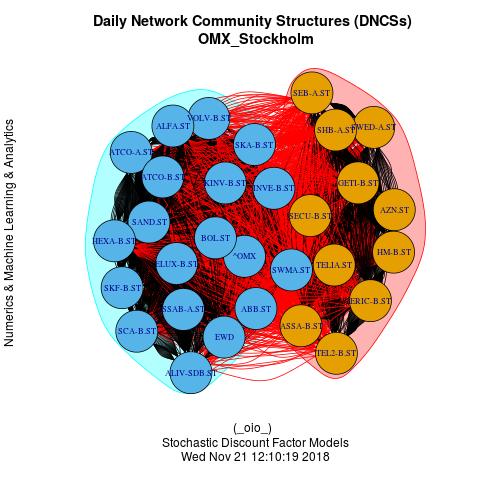 Daily Network Community Structures (DNCSs)
OMX_Stockholm
Numerics & Machine Learning & Analytics
SEB-A.ST
VOLV-B.ST
ALFA.ST
SHB-A.ST
SWED-A.ST
SKA-B.ST
ATCO-A.ST
ATCO-B.ST
KINV-B.ST
INVE-B.ST
GETI-B.ST
AZN.ST
SECU-B.ST
SAND.ST
HEXA-B.ST
BOL.ST
^OMX
HM-B.ST
ELUX-B.ST
SWMA.ST
TELIA.ST
SKF-B.ST
ERIC-B.ST
SSAB-A.ST
ABB.ST
SCA-B.ST
EWD
ASSA-B.ST
TEL2-B.ST
ALIV-SDB.ST
(_oio_)
Stochastic Discount Factor Models
Wed Nov 21 12:10:19 2018